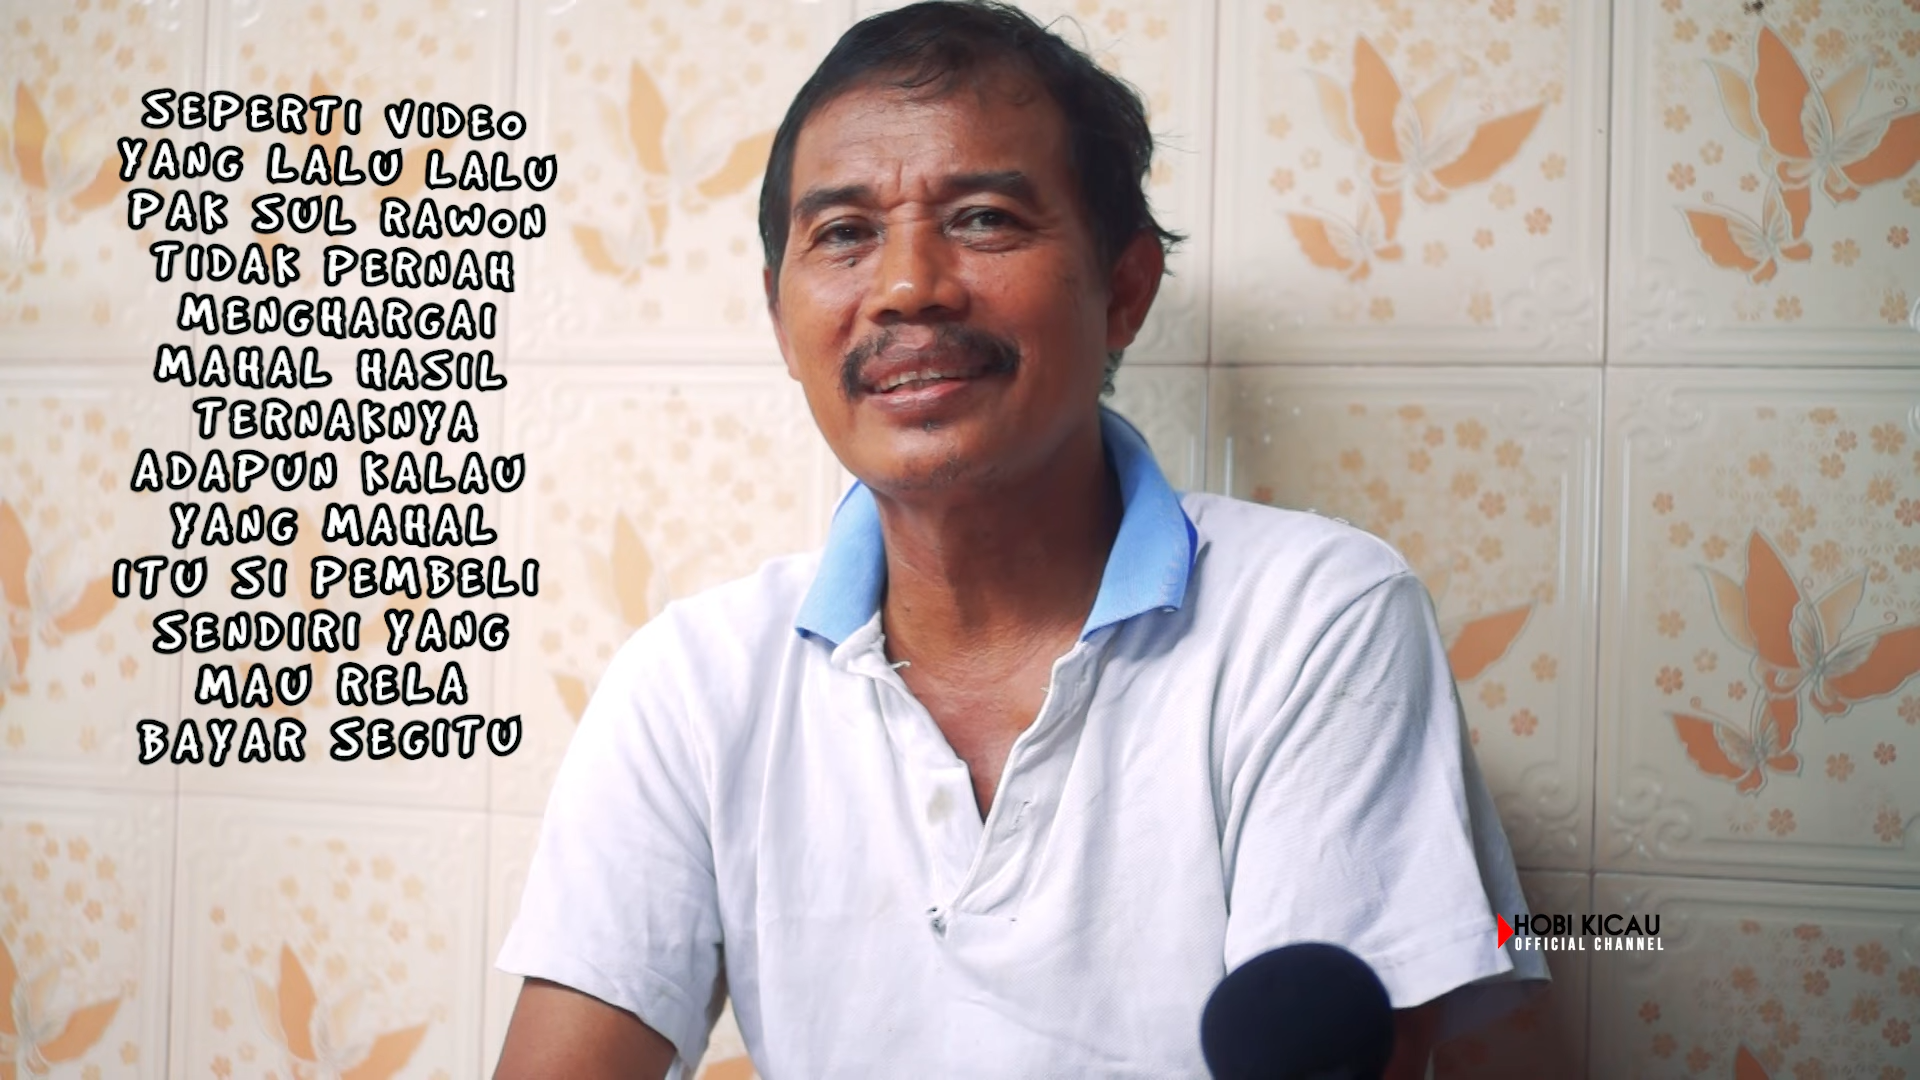 SEPERTI VIDEO
YANG LALU LALU
PAK SUL RAWON
TIDAK PERNAH
MENGHARGAI
MAHAL HASIL
TERNAKNYA
ADAPUN KALAU
YANG MAHAL
ITU SI PEMBELI
SENDIRI YANG
MAU RELA
BAYAR SEGITU
HOBI KICAU
OFFICIAL CHANNEL